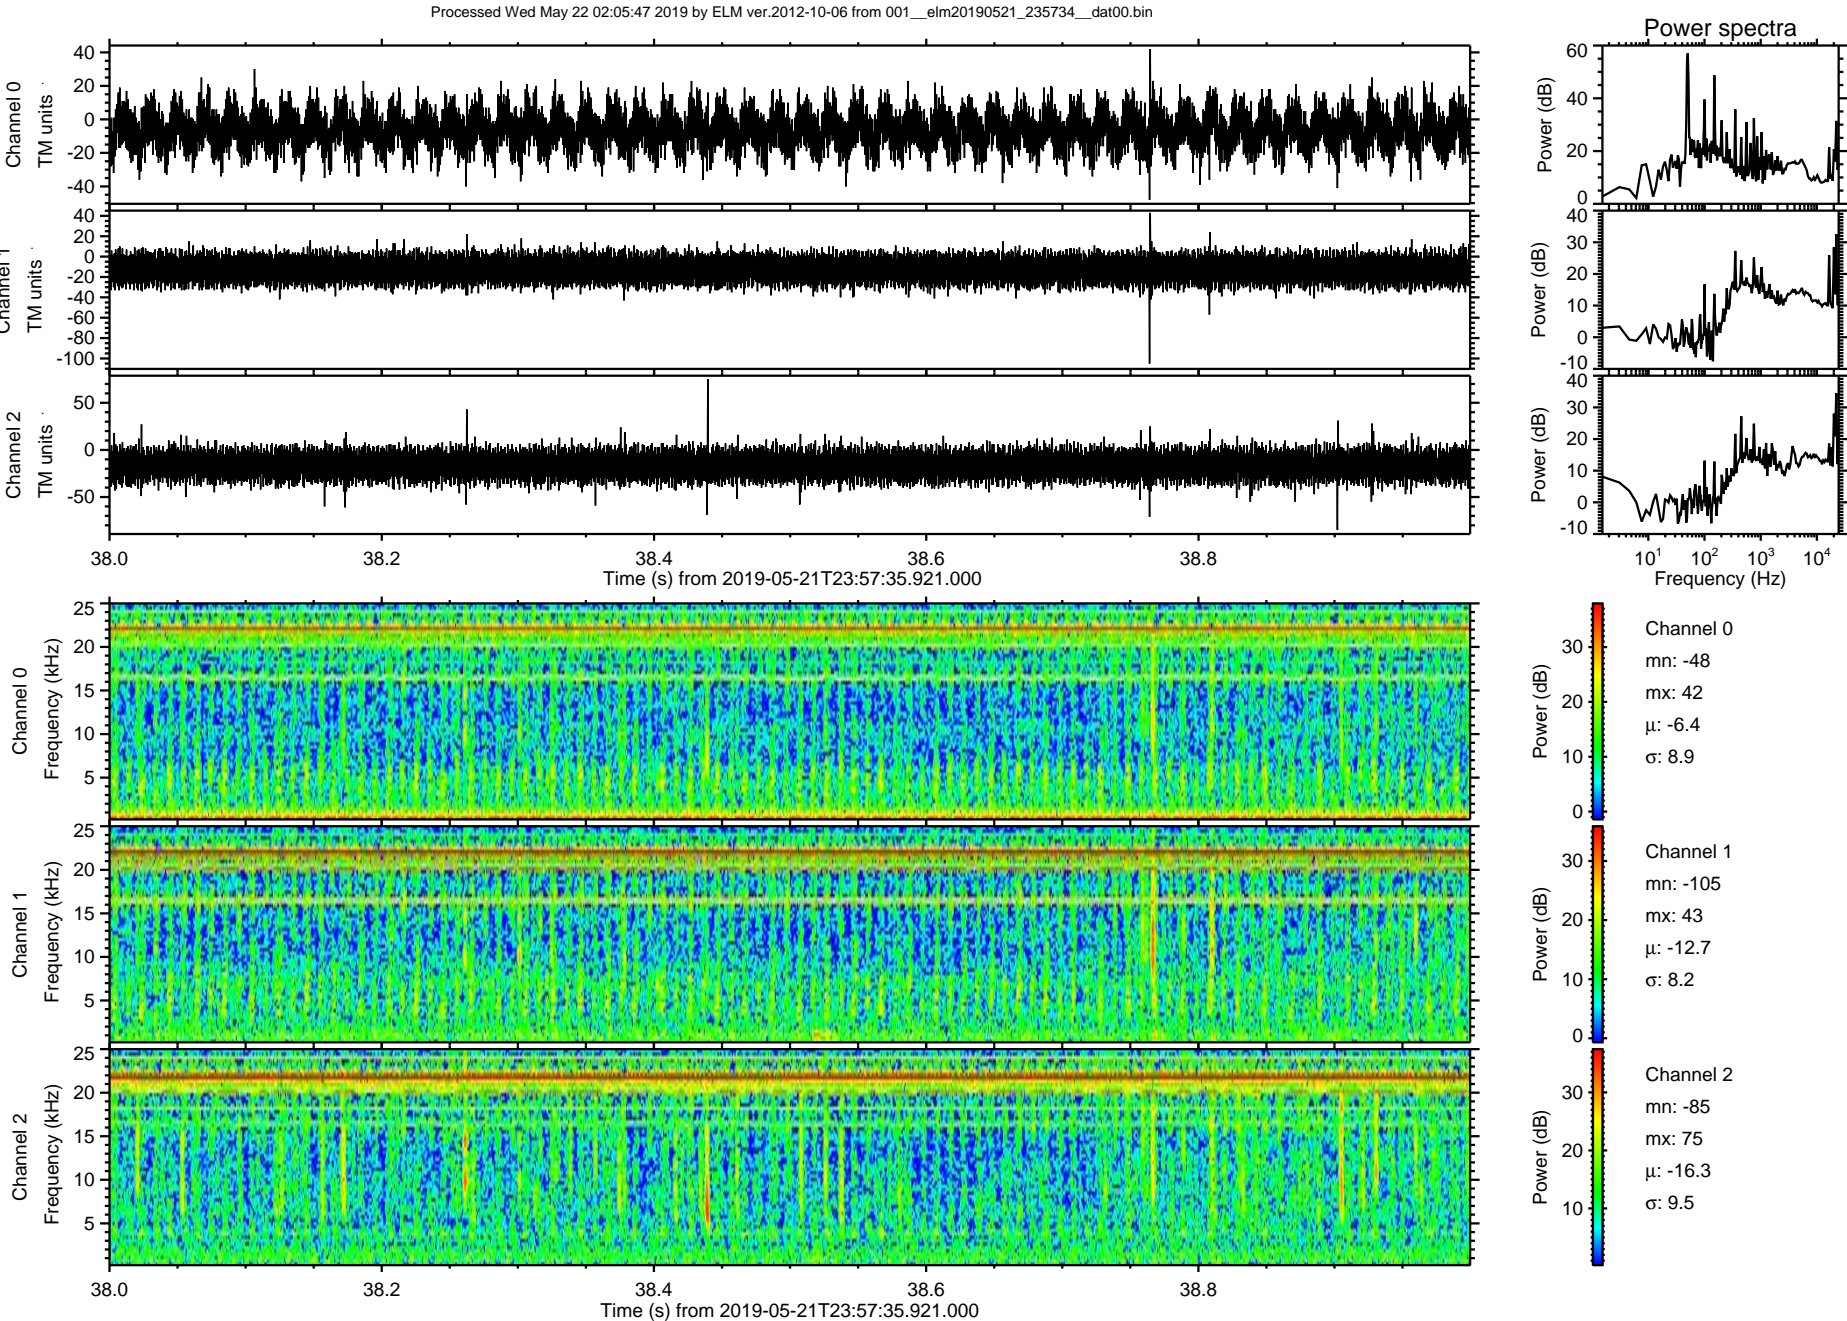 Processed Wed May 22 02:05:47 2019 by ELM ver.2012-10-06 from 001__elm20190521_235734__dat00.bin
Power spectra
Channel 0
TM units
40
20
0
-20
-40
Power (dB)
60
40
20
0
Channel 1
TM units
40
20
0
-20
-40
-60
-80
-100
Power (dB)
40
30
20
10
0
-10
Channel 2
TM units
50
0
-50
Power (dB)
40
30
20
10
0
-10
38.0 38.2 38.4 38.6 38.8
Time (s) from 2019-05-21T23:57:35.921.000
10^1 10^2 10^3 10^4
Frequency (Hz)
Channel 0
Frequency (kHz)
25
20
15
10
5
Power (dB)
30
20
10
0
Channel 0
mn: -48
mx: 42
µ: -6.4
σ: 8.9
Channel 1
Frequency (kHz)
25
20
15
10
5
Power (dB)
30
20
10
0
Channel 1
mn: -105
mx: 43
µ: -12.7
σ: 8.2
Channel 2
Frequency (kHz)
25
20
15
10
5
Power (dB)
30
20
10
Channel 2
mn: -85
mx: 75
µ: -16.3
σ: 9.5
38.0 38.2 38.4 38.6 38.8
Time (s) from 2019-05-21T23:57:35.921.000